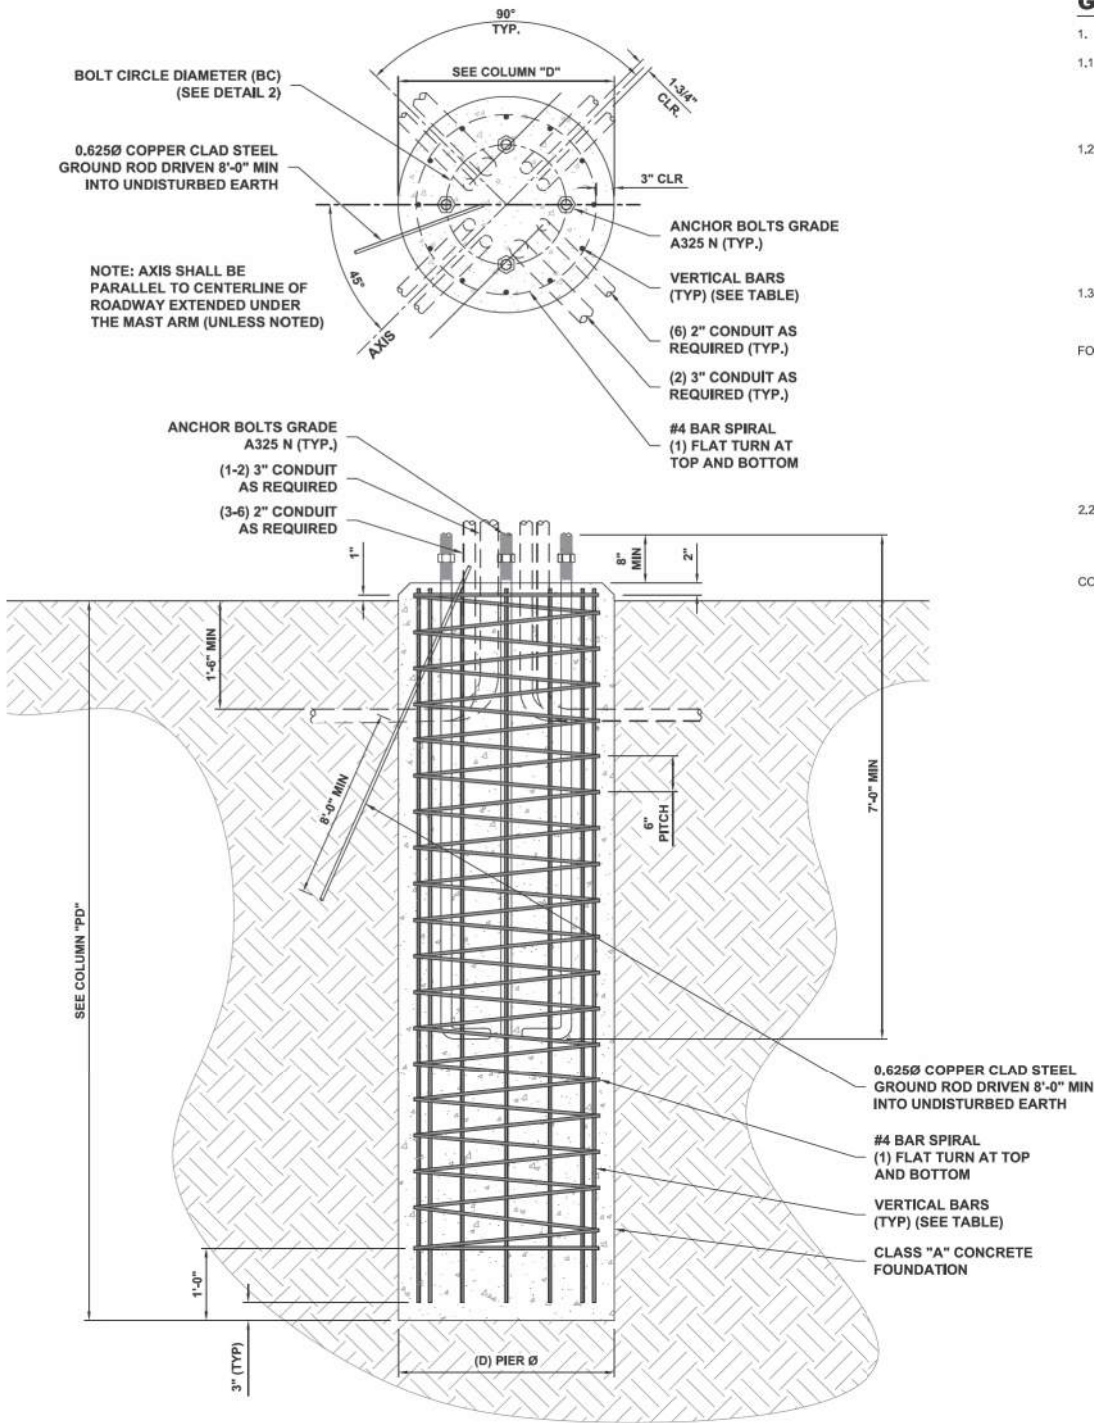 90°
TYP.
SEE COLUMN "D"
1-3/4"
CLR.
BOLT CIRCLE DIAMETER (BC)
(SEE DETAIL 2)
0.625Ø COPPER CLAD STEEL
GROUND ROD DRIVEN 8'-0" MIN
INTO UNDISTURBED EARTH
3" CLR
ANCHOR BOLTS GRADE
A325 N (TYP.)
NOTE: AXIS SHALL BE
PARALLEL TO CENTERLINE OF
ROADWAY EXTENDED UNDER
THE MAST ARM (UNLESS NOTED)
45°
AXIS
VERTICAL BARS
(TYP) (SEE TABLE)
(6) 2" CONDUIT AS
REQUIRED (TYP.)
(2) 3" CONDUIT AS
REQUIRED (TYP.)
#4 BAR SPIRAL
(1) FLAT TURN AT
TOP AND BOTTOM
ANCHOR BOLTS GRADE
A325 N (TYP.)
(1-2) 3" CONDUIT
AS REQUIRED
(3-6) 2" CONDUIT
AS REQUIRED
1"
8"
MIN
2"
1'-6" MIN
8'-0" MIN
6"
PITCH
7'-0" MIN
SEE COLUMN "PD"
0.625Ø COPPER CLAD STEEL
GROUND ROD DRIVEN 8'-0" MIN
INTO UNDISTURBED EARTH
#4 BAR SPIRAL
(1) FLAT TURN AT TOP
AND BOTTOM
VERTICAL BARS
(TYP) (SEE TABLE)
CLASS "A" CONCRETE
FOUNDATION
1'-0"
3" (TYP)
(D) PIER Ø
1.
1.1
1.2
1.3
FO
2.2